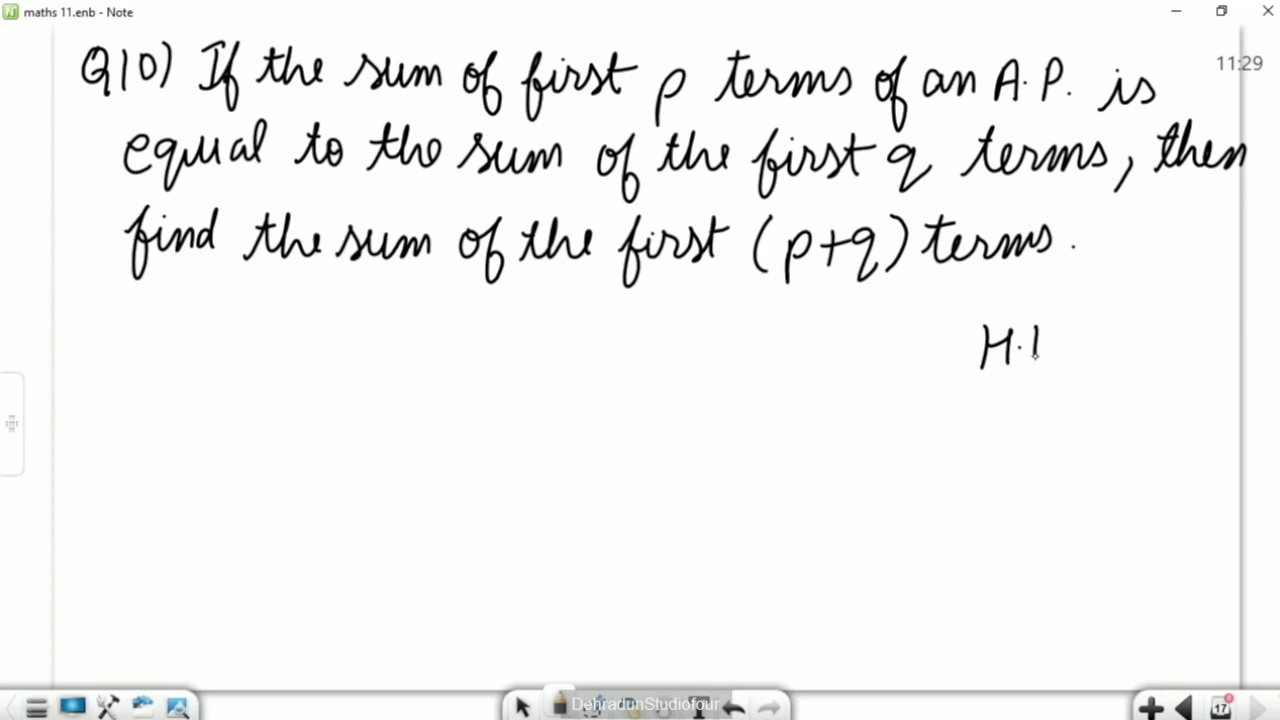 maths 11.enb - Note
11:29
Q10) If the sum of first p terms of an A.P. is
equal to the sum of the first q terms, then
find the sum of the first (p+q) terms.
H.I
DehradunStudiofour
17